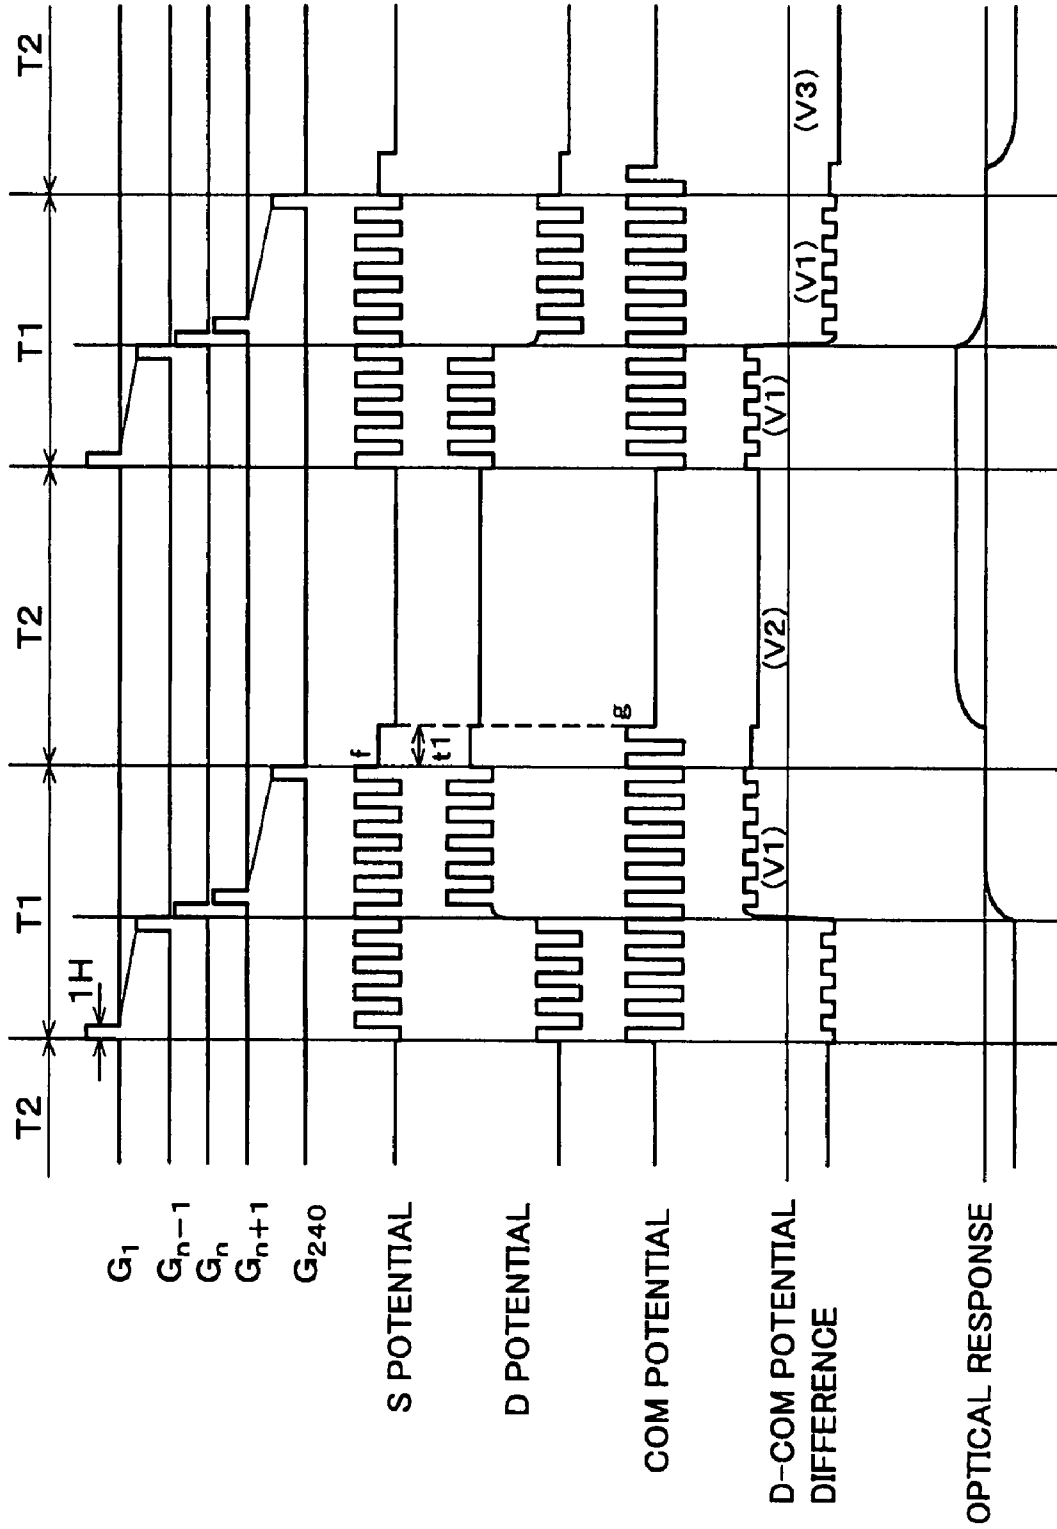 T2
T1
T2
T1
T2
1H
G1
Gn-1
Gn
Gn+1
G240
S POTENTIAL
f
t1
D POTENTIAL
COM POTENTIAL
g
D-COM POTENTIAL
DIFFERENCE
(V1)
(V2)
(V1)
(V1)
(V3)
OPTICAL RESPONSE